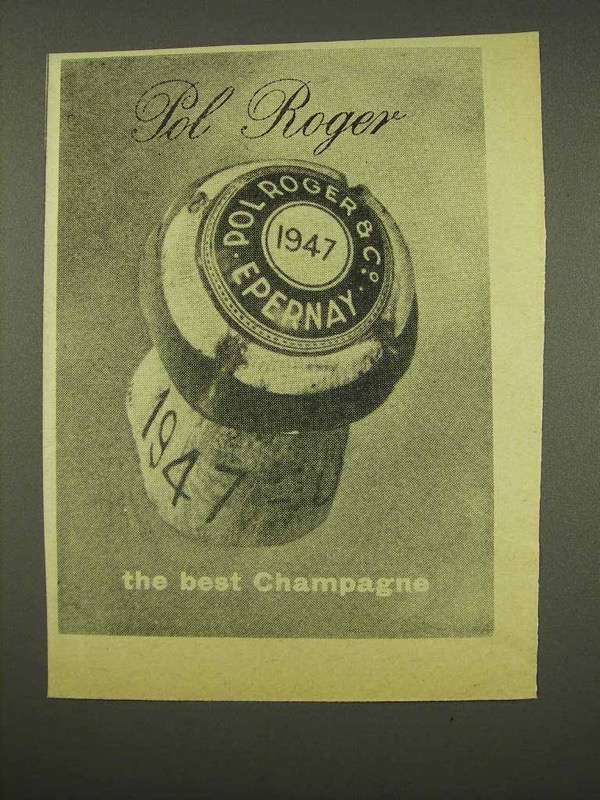 Pol Roger
POL ROGER & Cº
1947
EPERNAY
1947
the best Champagne